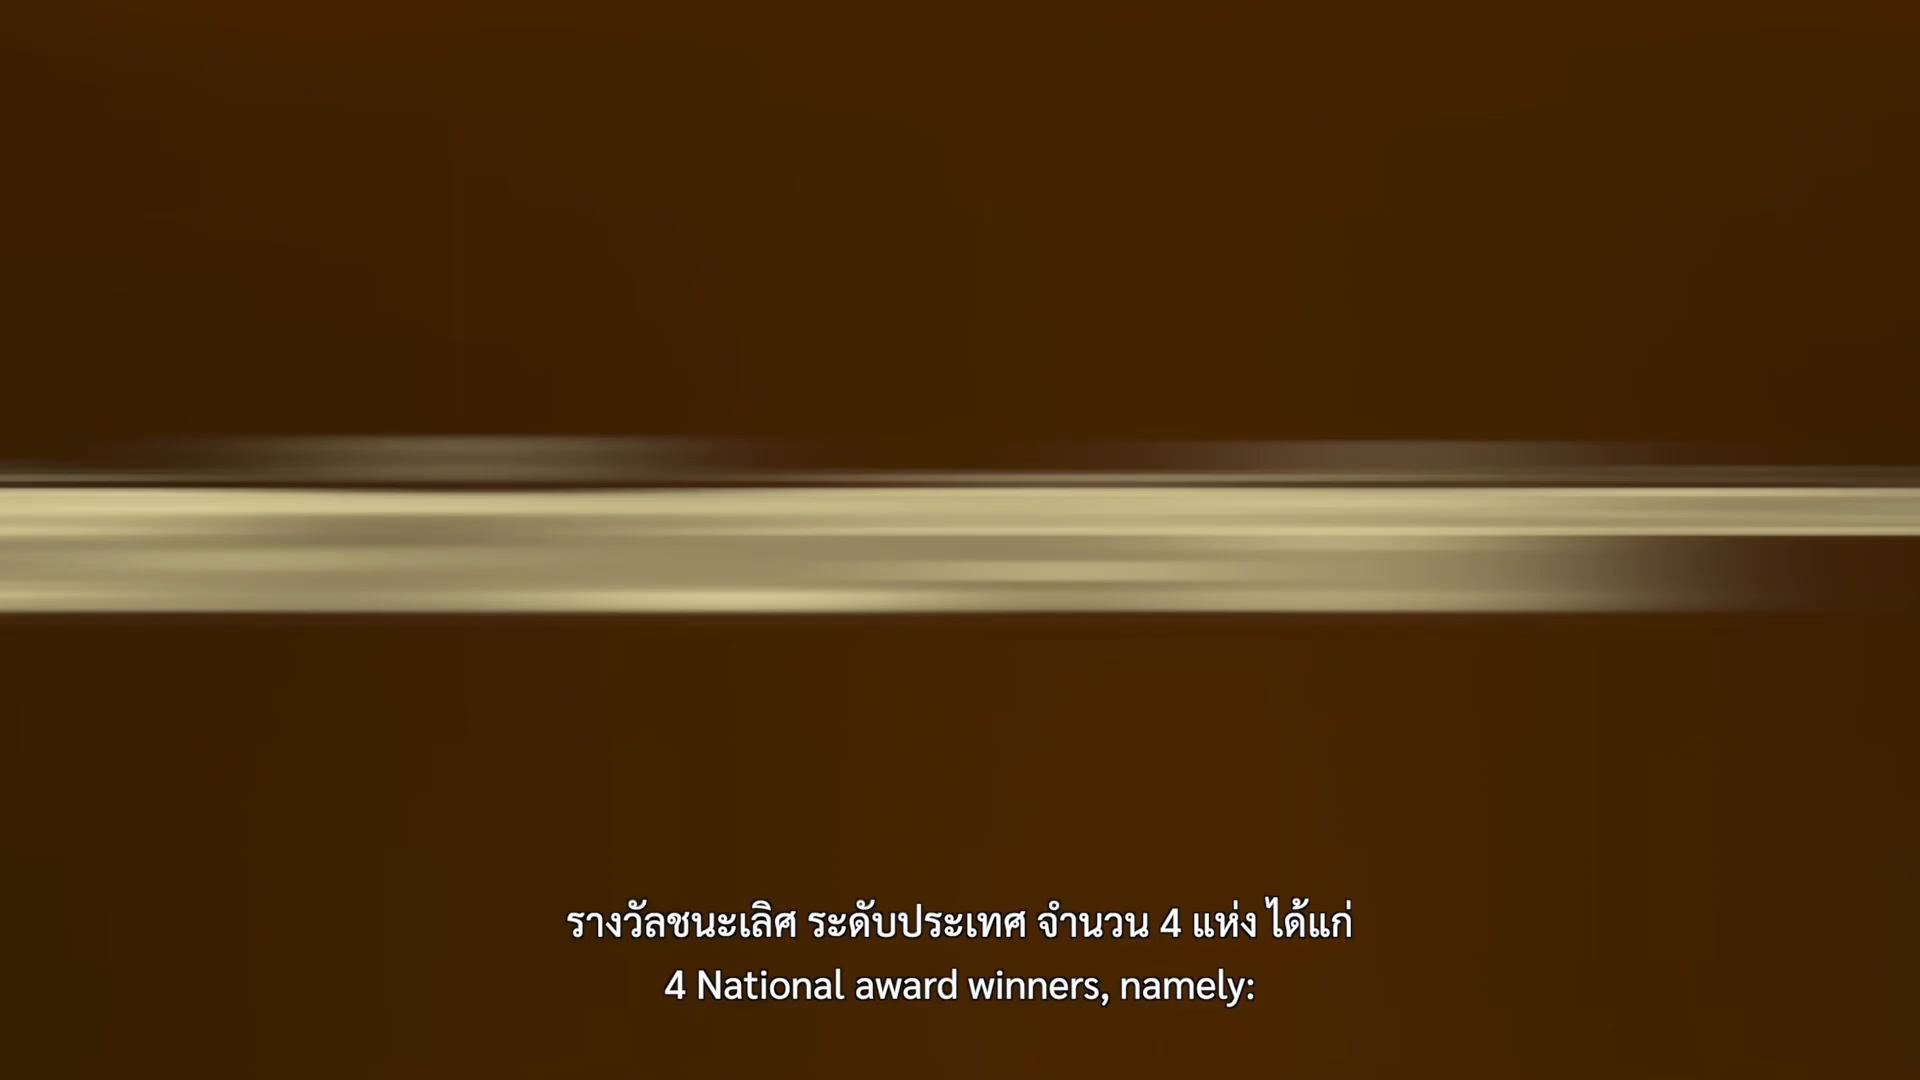 รางวัลชนะเลิศ ระดับประเทศ จำนวน 4 แห่ง ได้แก่
4 National award winners, namely: